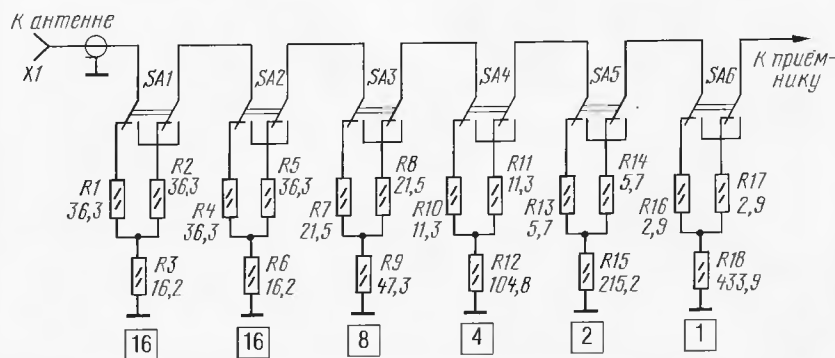 К антенне
X1
SA1
SA2
SA3
SA4
SA5
SA6
К приём-
нику
R1
36,3
R2
36,3
R3
16,2
R4
36,3
R5
36,3
R6
16,2
R7
21,5
R8
21,5
R9
47,3
R10
11,3
R11
11,3
R12
104,8
R13
5,7
R14
5,7
R15
215,2
R16
2,9
R17
2,9
R18
433,9
16
16
8
4
2
1